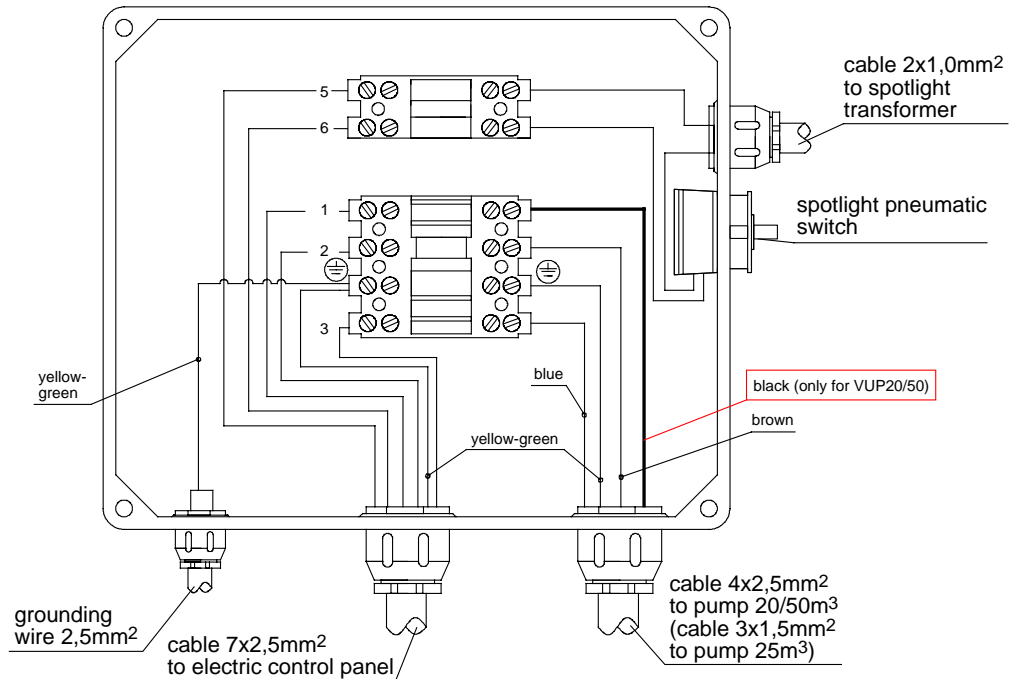 cable 2x1,0mm²
to spotlight
transformer
5
6
spotlight pneumatic
switch
1
2
3
yellow-
green
blue
black (only for VUP20/50)
brown
yellow-green
grounding
wire 2,5mm²
cable 7x2,5mm²
to electric control panel
cable 4x2,5mm²
to pump 20/50m³
(cable 3x1,5mm²
to pump 25m³)